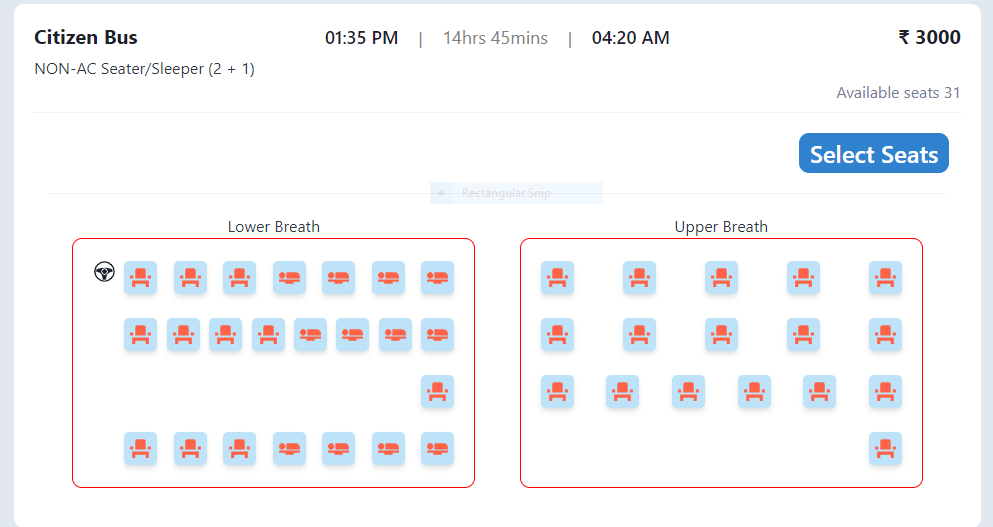 Citizen Bus
01:35 PM | 14hrs 45mins | 04:20 AM
₹ 3000
NON-AC Seater/Sleeper (2 + 1)
Available seats 31
Select Seats
Rectangular Snip
Lower Breath
Upper Breath